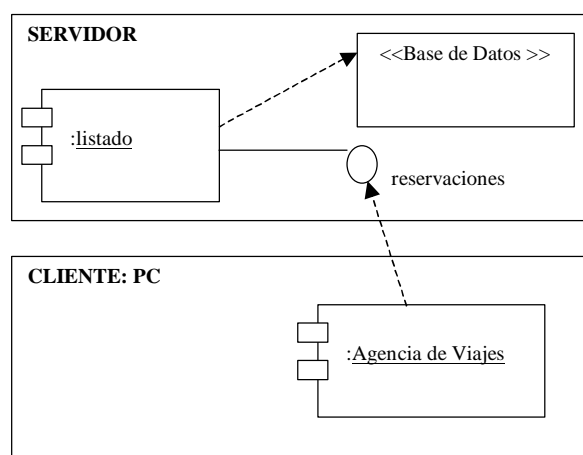 SERVIDOR
<<Base de Datos >>
:listado
reservaciones
CLIENTE: PC
:Agencia de Viajes